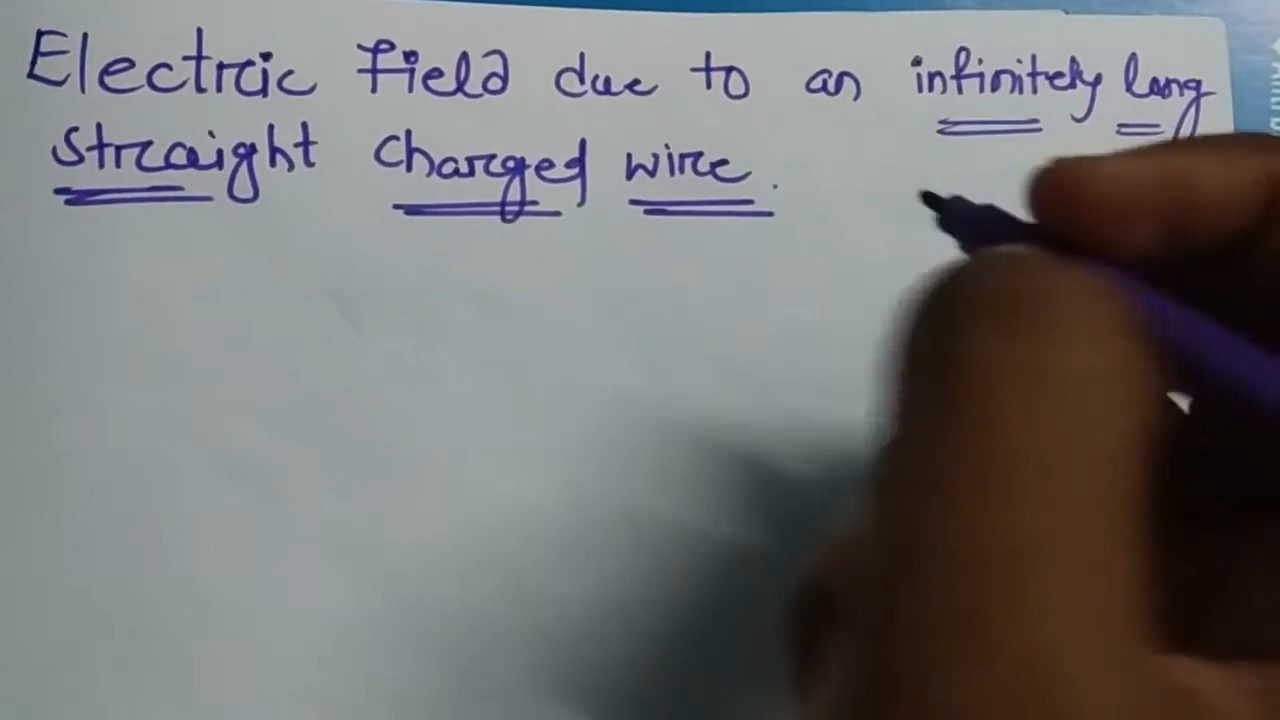 Electric Field due to an infinitely long
straight charged wire.